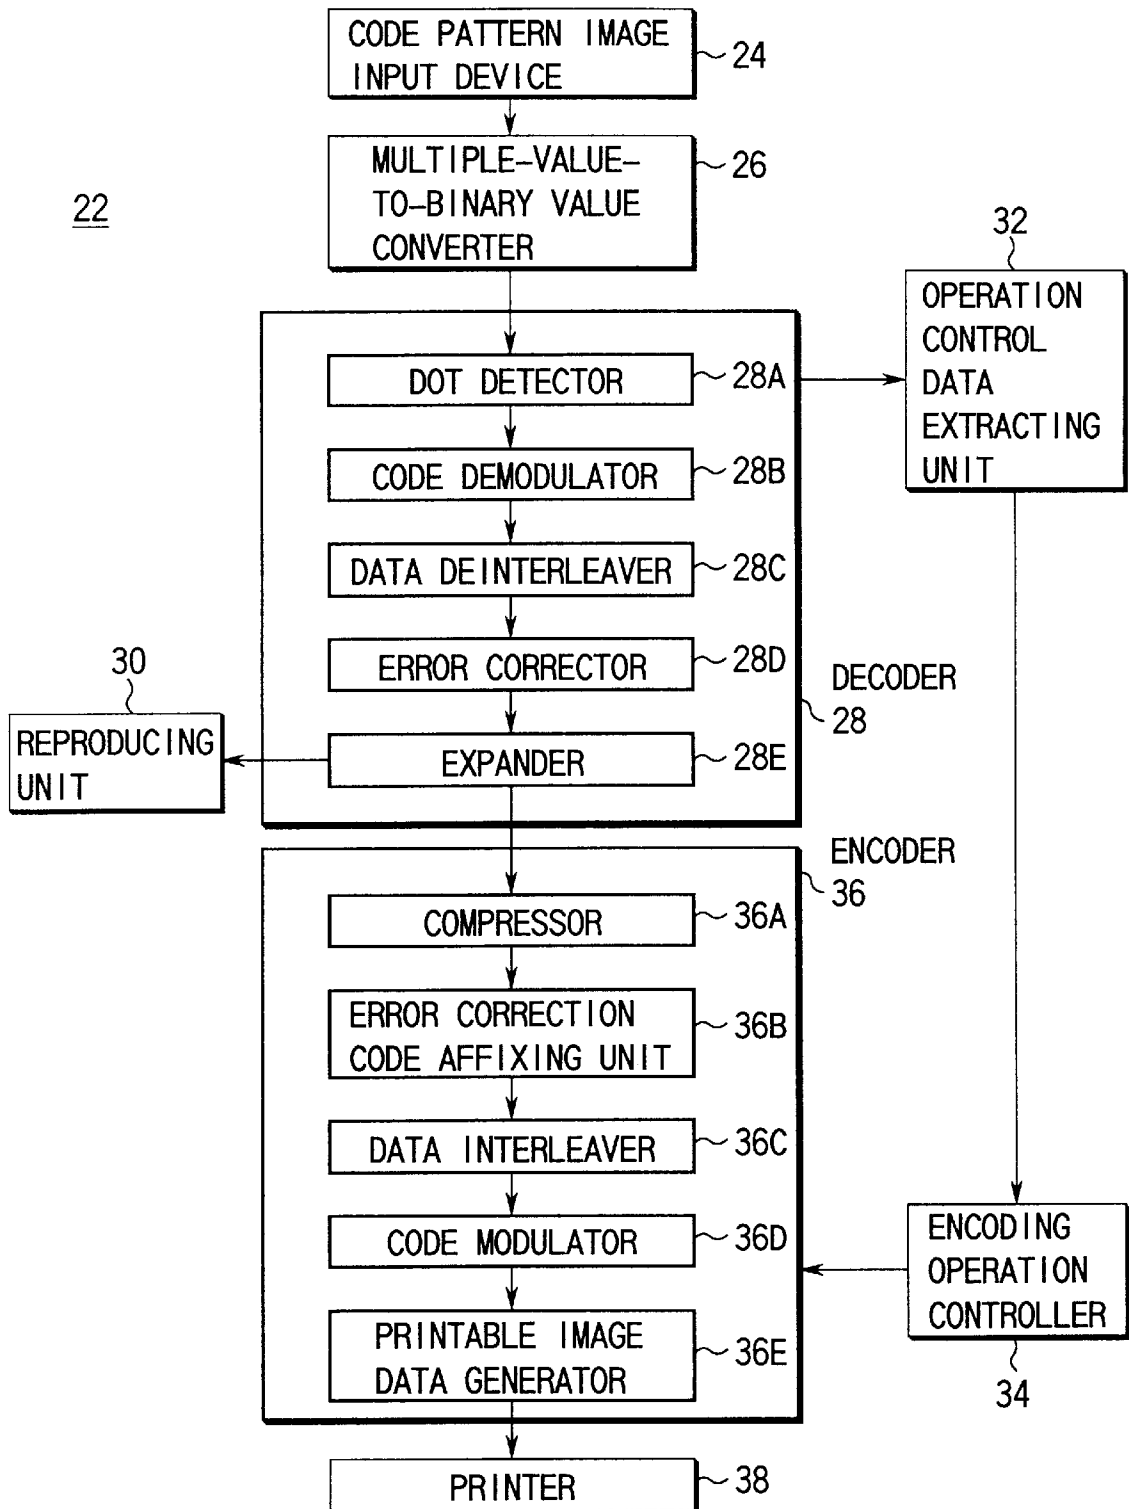 CODE PATTERN IMAGE
INPUT DEVICE
24
MULTIPLE-VALUE-
TO-BINARY VALUE
CONVERTER
26
22
32
OPERATION
CONTROL
DATA
EXTRACTING
UNIT
DOT DETECTOR
28A
CODE DEMODULATOR
28B
DATA DEINTERLEAVER
28C
ERROR CORRECTOR
28D
DECODER
28
30
REPRODUCING
UNIT
EXPANDER
28E
ENCODER
36
COMPRESSOR
36A
ERROR CORRECTION
CODE AFFIXING UNIT
36B
DATA INTERLEAVER
36C
CODE MODULATOR
36D
ENCODING
OPERATION
CONTROLLER
34
PRINTABLE IMAGE
DATA GENERATOR
36E
PRINTER
38